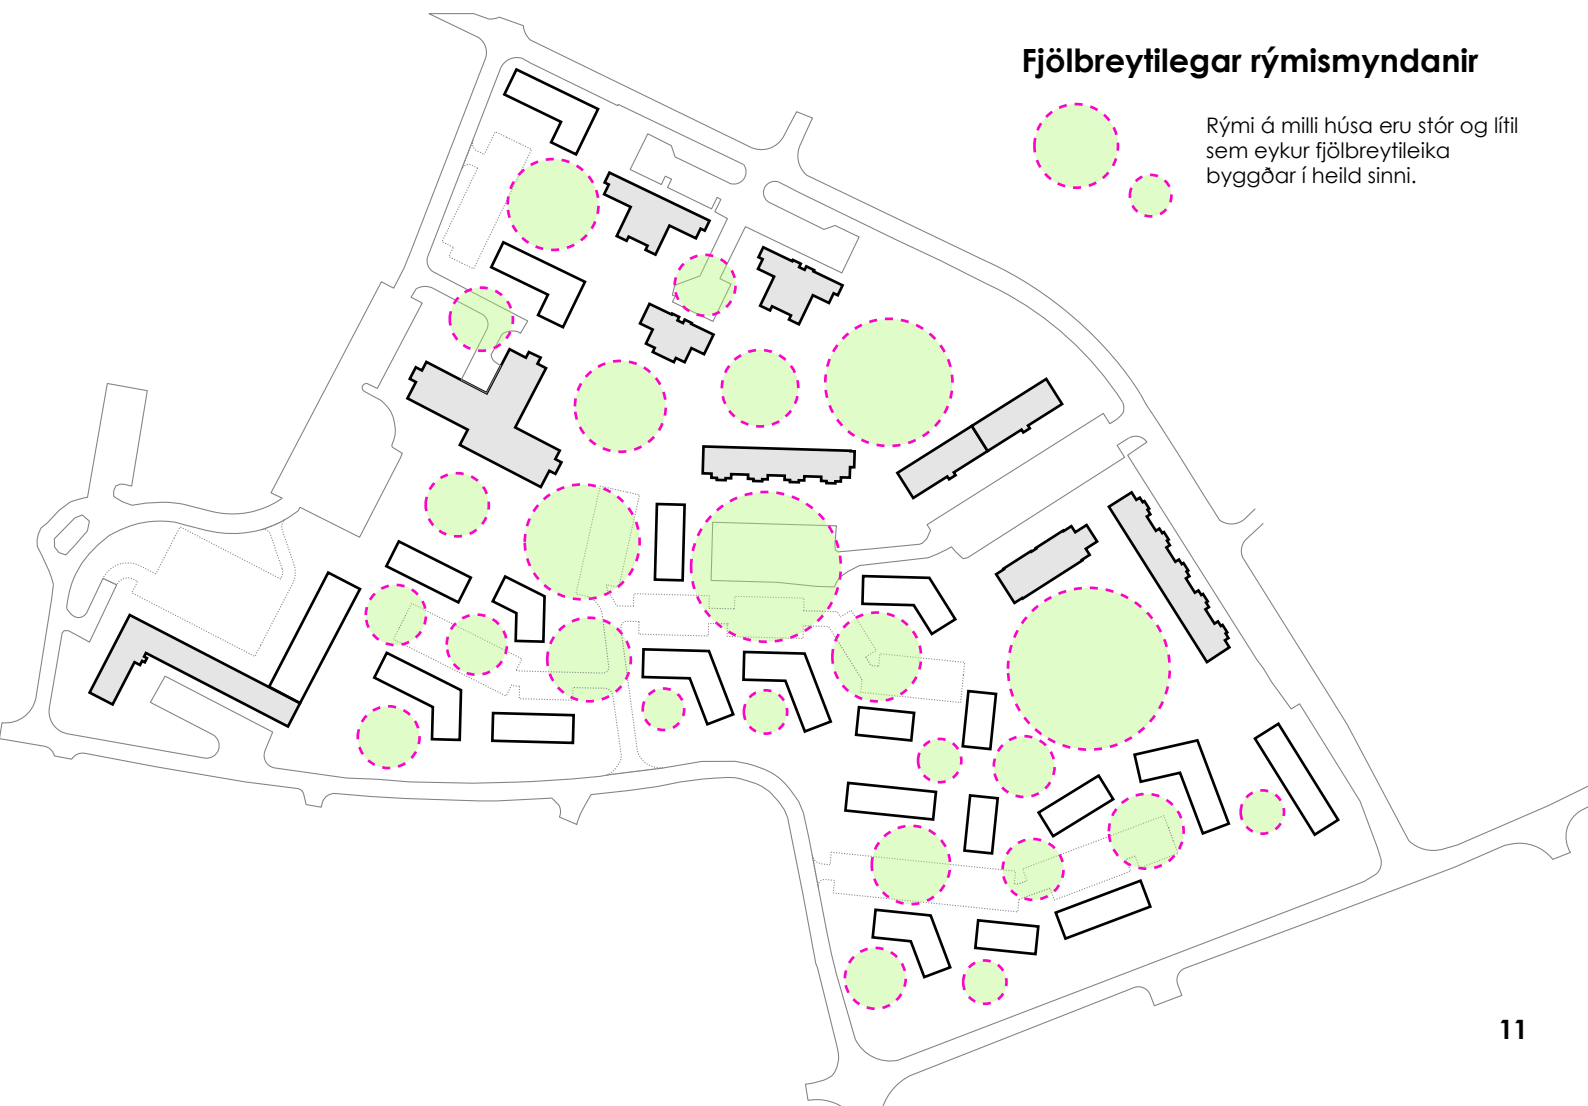 Fjölbreytilegar rýmismyndanir
Rými á milli húsa eru stór og lítil
sem eykur fjölbreytileika
byggðar í heild sinni.
11